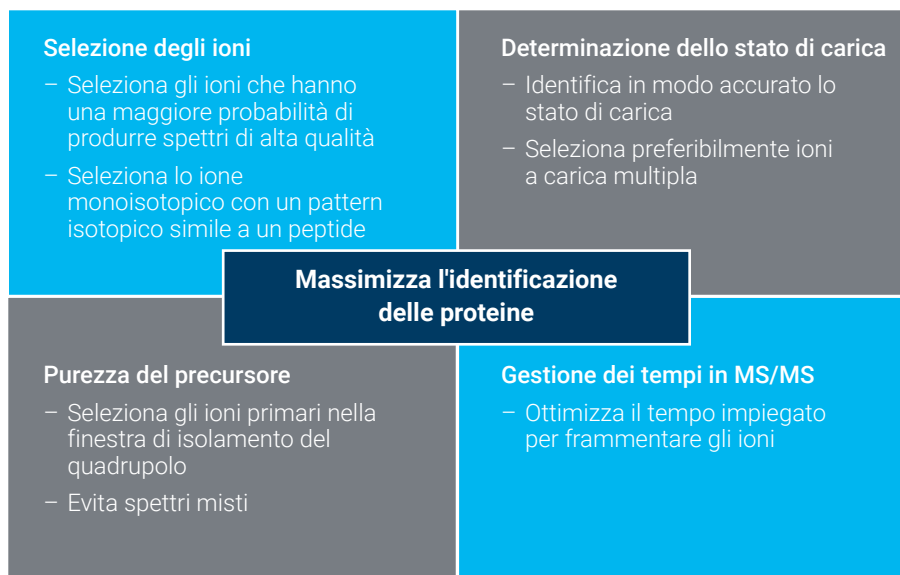 Selezione degli ioni
– Seleziona gli ioni che hanno
una maggiore probabilità di
produrre spettri di alta qualità
– Seleziona lo ione
monoisotopico con un pattern
isotopico simile a un peptide
Determinazione dello stato di carica
– Identifica in modo accurato lo
stato di carica
– Seleziona preferibilmente ioni
a carica multipla
Massimizza l'identificazione
delle proteine
Purezza del precursore
– Seleziona gli ioni primari nella
finestra di isolamento del
quadrupolo
– Evita spettri misti
Gestione dei tempi in MS/MS
– Ottimizza il tempo impiegato
per frammentare gli ioni